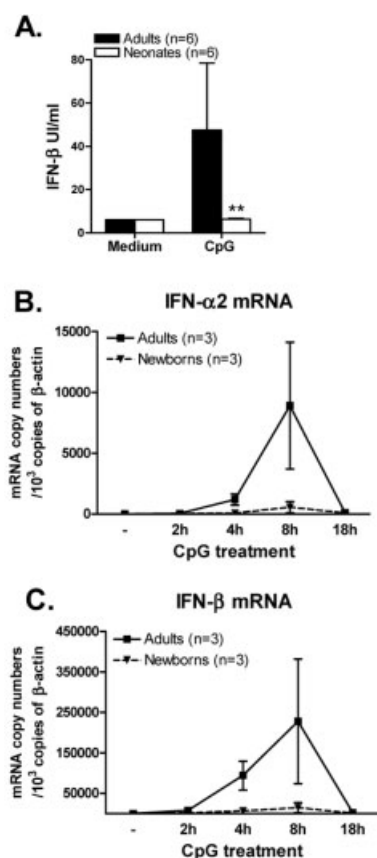 A.
Adults (n=6)
Neonates (n=6)
IFN-β UI/ml
80
60
40
20
0
**
Medium CpG
B.
IFN-α2 mRNA
Adults (n=3)
Newborns (n=3)
mRNA copy numbers
/10³ copies of β-actin
15000
10000
5000
0
- 2h 4h 8h 18h
CpG treatment
C.
IFN-β mRNA
Adults (n=3)
Newborns (n=3)
mRNA copy numbers
/10³ copies of β-actin
450000
350000
250000
150000
50000
- 2h 4h 8h 18h
CpG treatment